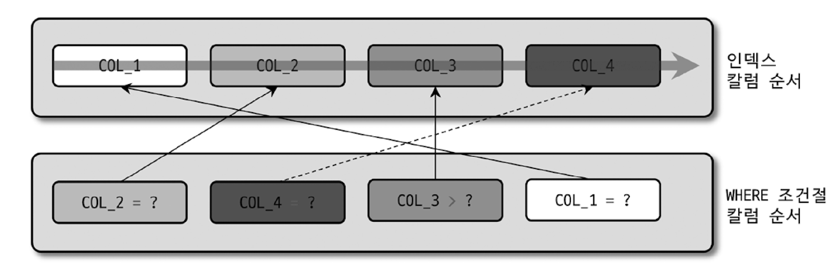 COL_1 COL_2 COL_3 COL_4
인덱스
칼럼 순서
COL_2 = ? COL_4 = ? COL_3 > ? COL_1 = ?
WHERE 조건절
칼럼 순서